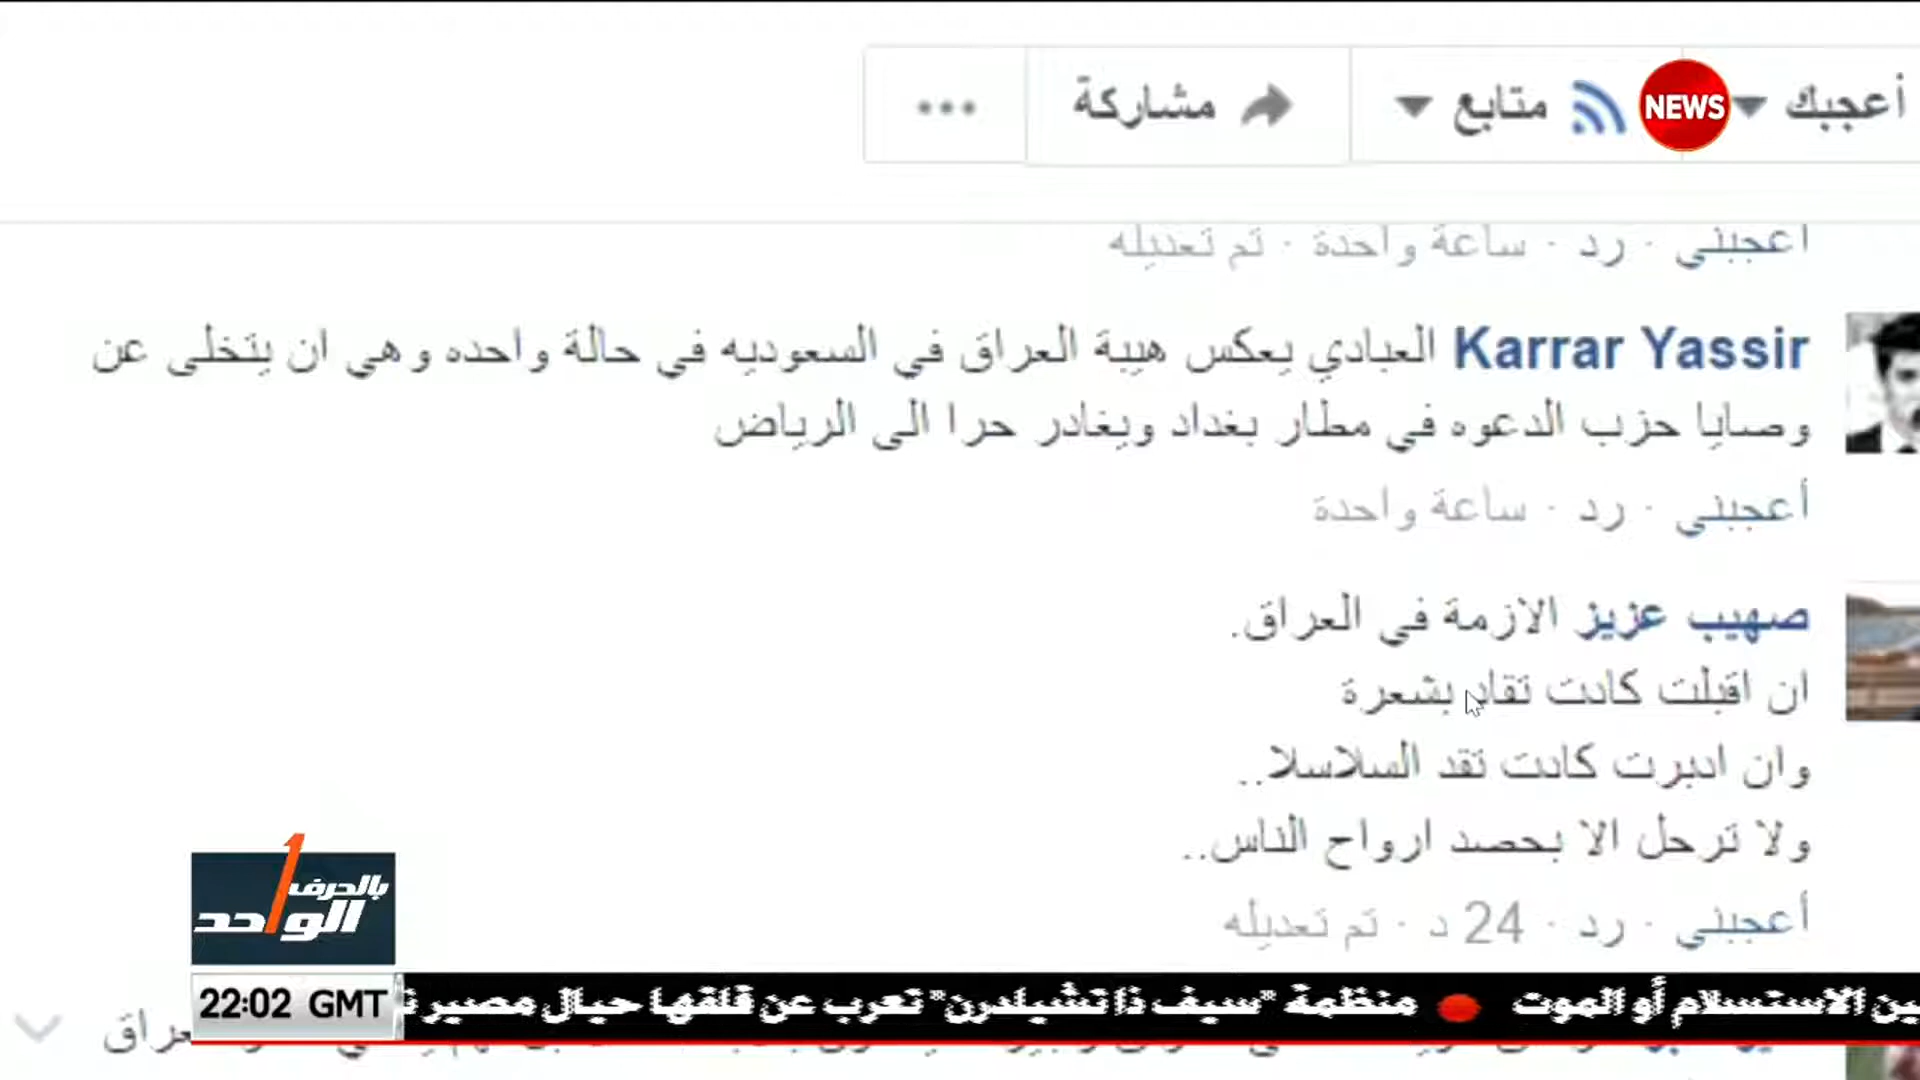 أعجبك
NEWS
متابع
مشاركة
أعجبني · رد · ساعة واحدة · تم تعديله
Karrar Yassir العبادي يعكس هيبة العراق في السعوديه في حالة واحده وهي ان يتخلى عن
وصايا حزب الدعوه في مطار بغداد ويغادر حرا الى الرياض
أعجبني · رد · ساعة واحدة
صهيب عزيز الازمة في العراق.
ان اقبلت كادت تقاد بشعرة
وان ادبرت كادت تقد السلاسلا..
ولا ترحل الا بحصد ارواح الناس..
أعجبني · رد · 24 د · تم تعديله
بالحرف
الواحد
22:02 GMT
الاستسلام أو الموت
منظمة "سيف ذا تشيلدرن" تعرب عن قلقها حيال مصير